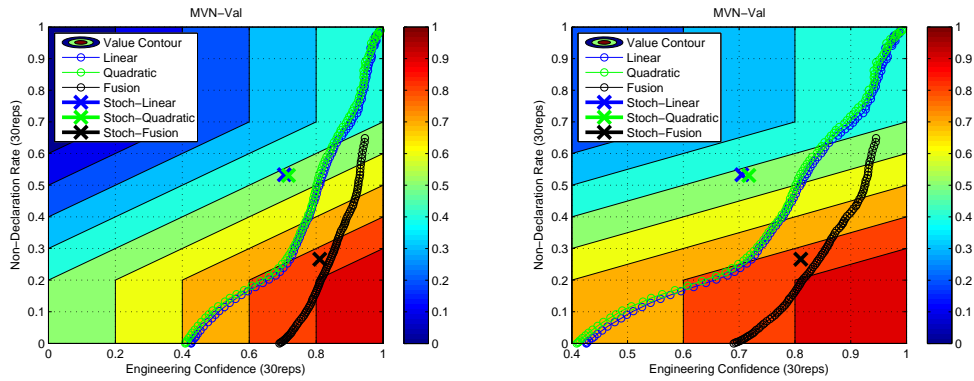 MVN-Val
Non-Declaration Rate (30reps)
1
0.9
0.8
0.7
0.6
0.5
0.4
0.3
0.2
0.1
0
Value Contour
Linear
Quadratic
Fusion
Stoch-Linear
Stoch-Quadratic
Stoch-Fusion
0 0.2 0.4 0.6 0.8 1
Engineering Confidence (30reps)
1
0.9
0.8
0.7
0.6
0.5
0.4
0.3
0.2
0.1
0
MVN-Val
Non-Declaration Rate (30reps)
1
0.9
0.8
0.7
0.6
0.5
0.4
0.3
0.2
0.1
0
Value Contour
Linear
Quadratic
Fusion
Stoch-Linear
Stoch-Quadratic
Stoch-Fusion
0.4 0.5 0.6 0.7 0.8 0.9 1
Engineering Confidence (30reps)
1
0.9
0.8
0.7
0.6
0.5
0.4
0.3
0.2
0.1
0